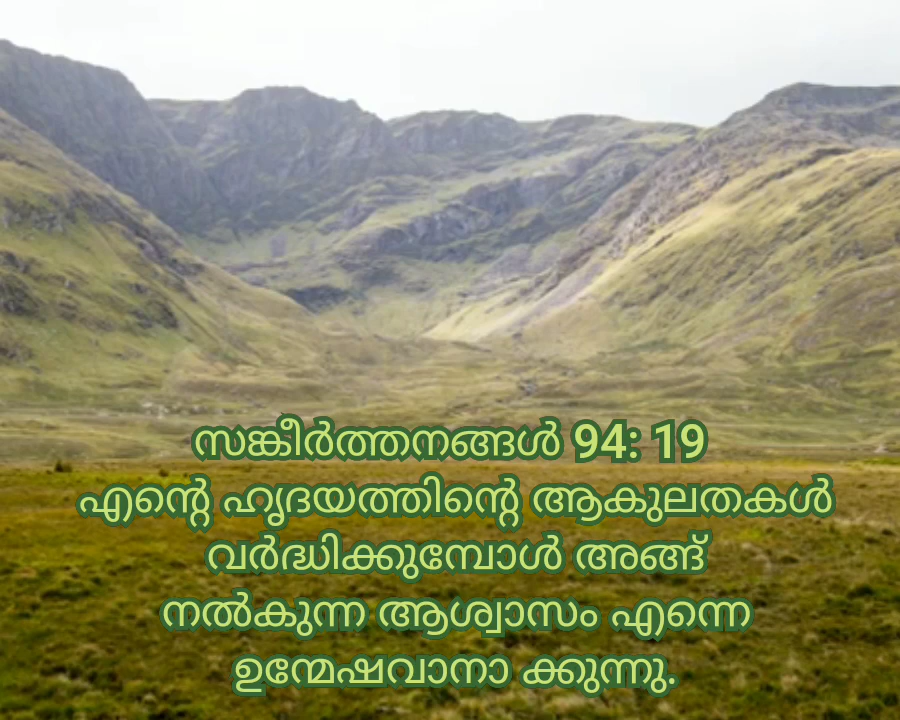 സങ്കീർത്തനങ്ങൾ 94: 19
എന്റെ ഹൃദയത്തിന്റെ ആകുലതകൾ
വർദ്ധിക്കുമ്പോൾ അങ്ങ്
നൽകുന്ന ആശ്വാസം എന്നെ
ഉന്മേഷവാനാ ക്കുന്നു.